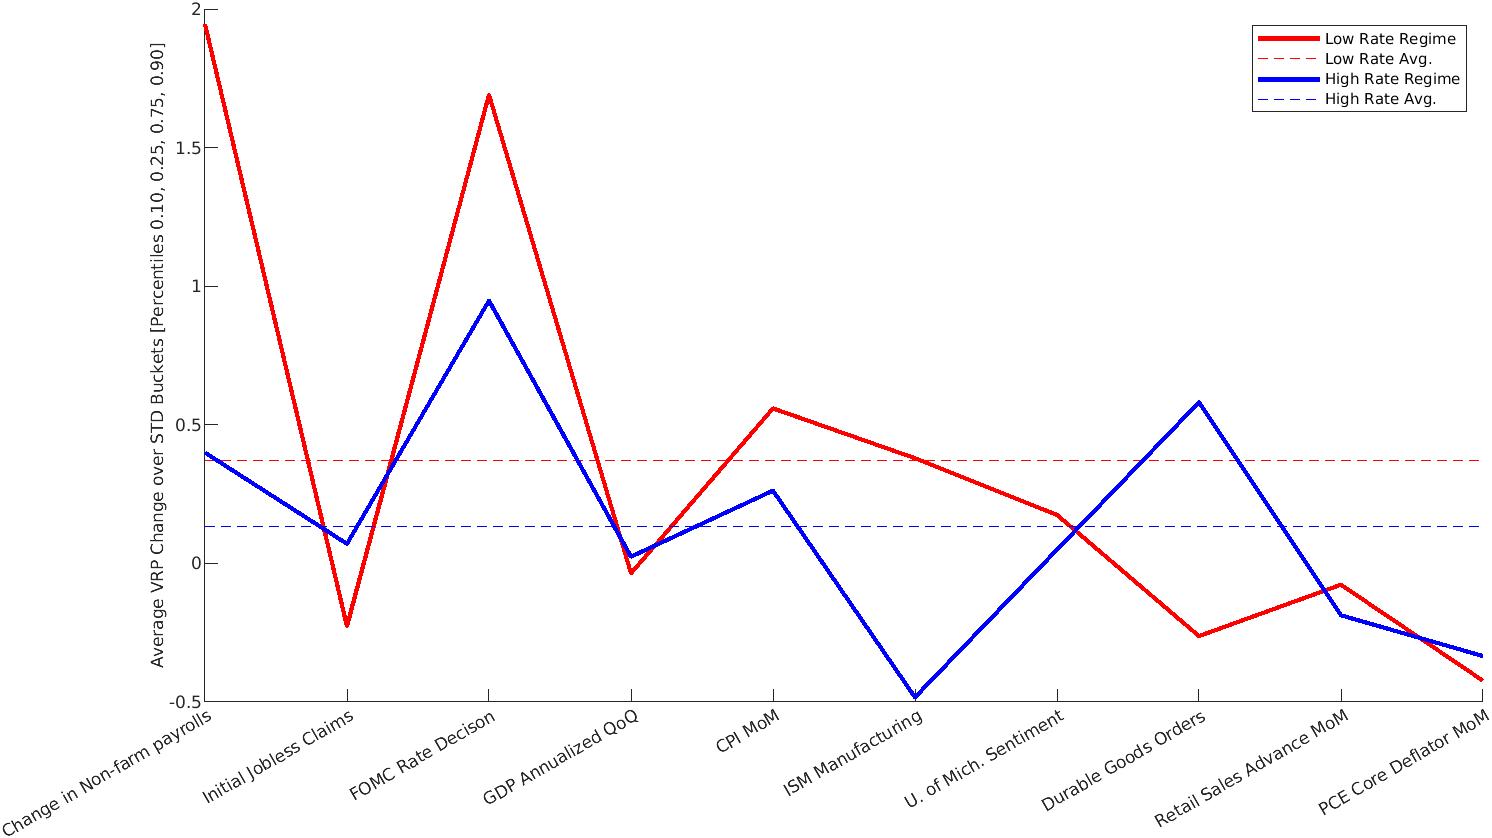 Average VRP Change over STD Buckets [Percentiles 0.10, 0.25, 0.75, 0.90]
2
1.5
1
0.5
0
-0.5
Low Rate Regime
Low Rate Avg.
High Rate Regime
High Rate Avg.
Change in Non-farm payrolls
Initial Jobless Claims
FOMC Rate Decison
GDP Annualized QoQ
CPI MoM
ISM Manufacturing
U. of Mich. Sentiment
Durable Goods Orders
Retail Sales Advance MoM
PCE Core Deflator MoM